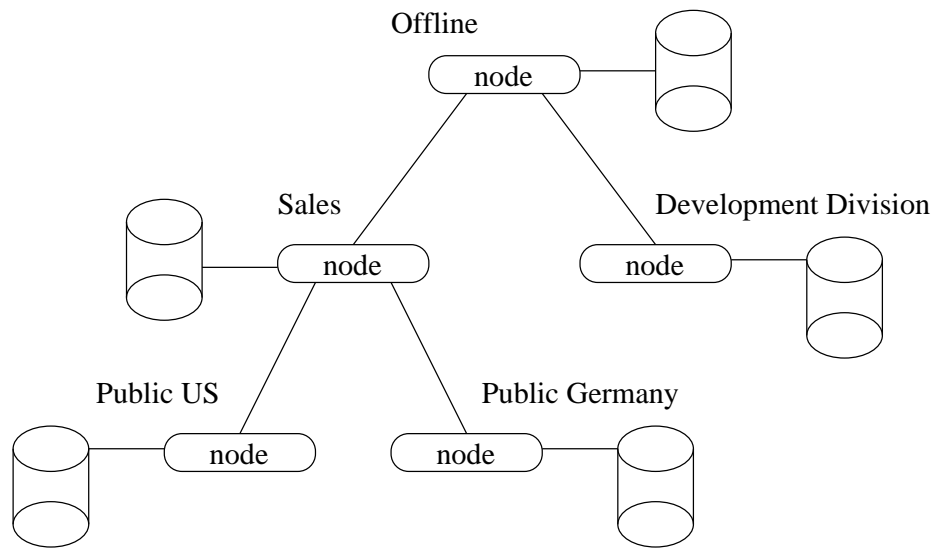 Offline
node
Sales
Development Division
node
node
Public US
Public Germany
node
node